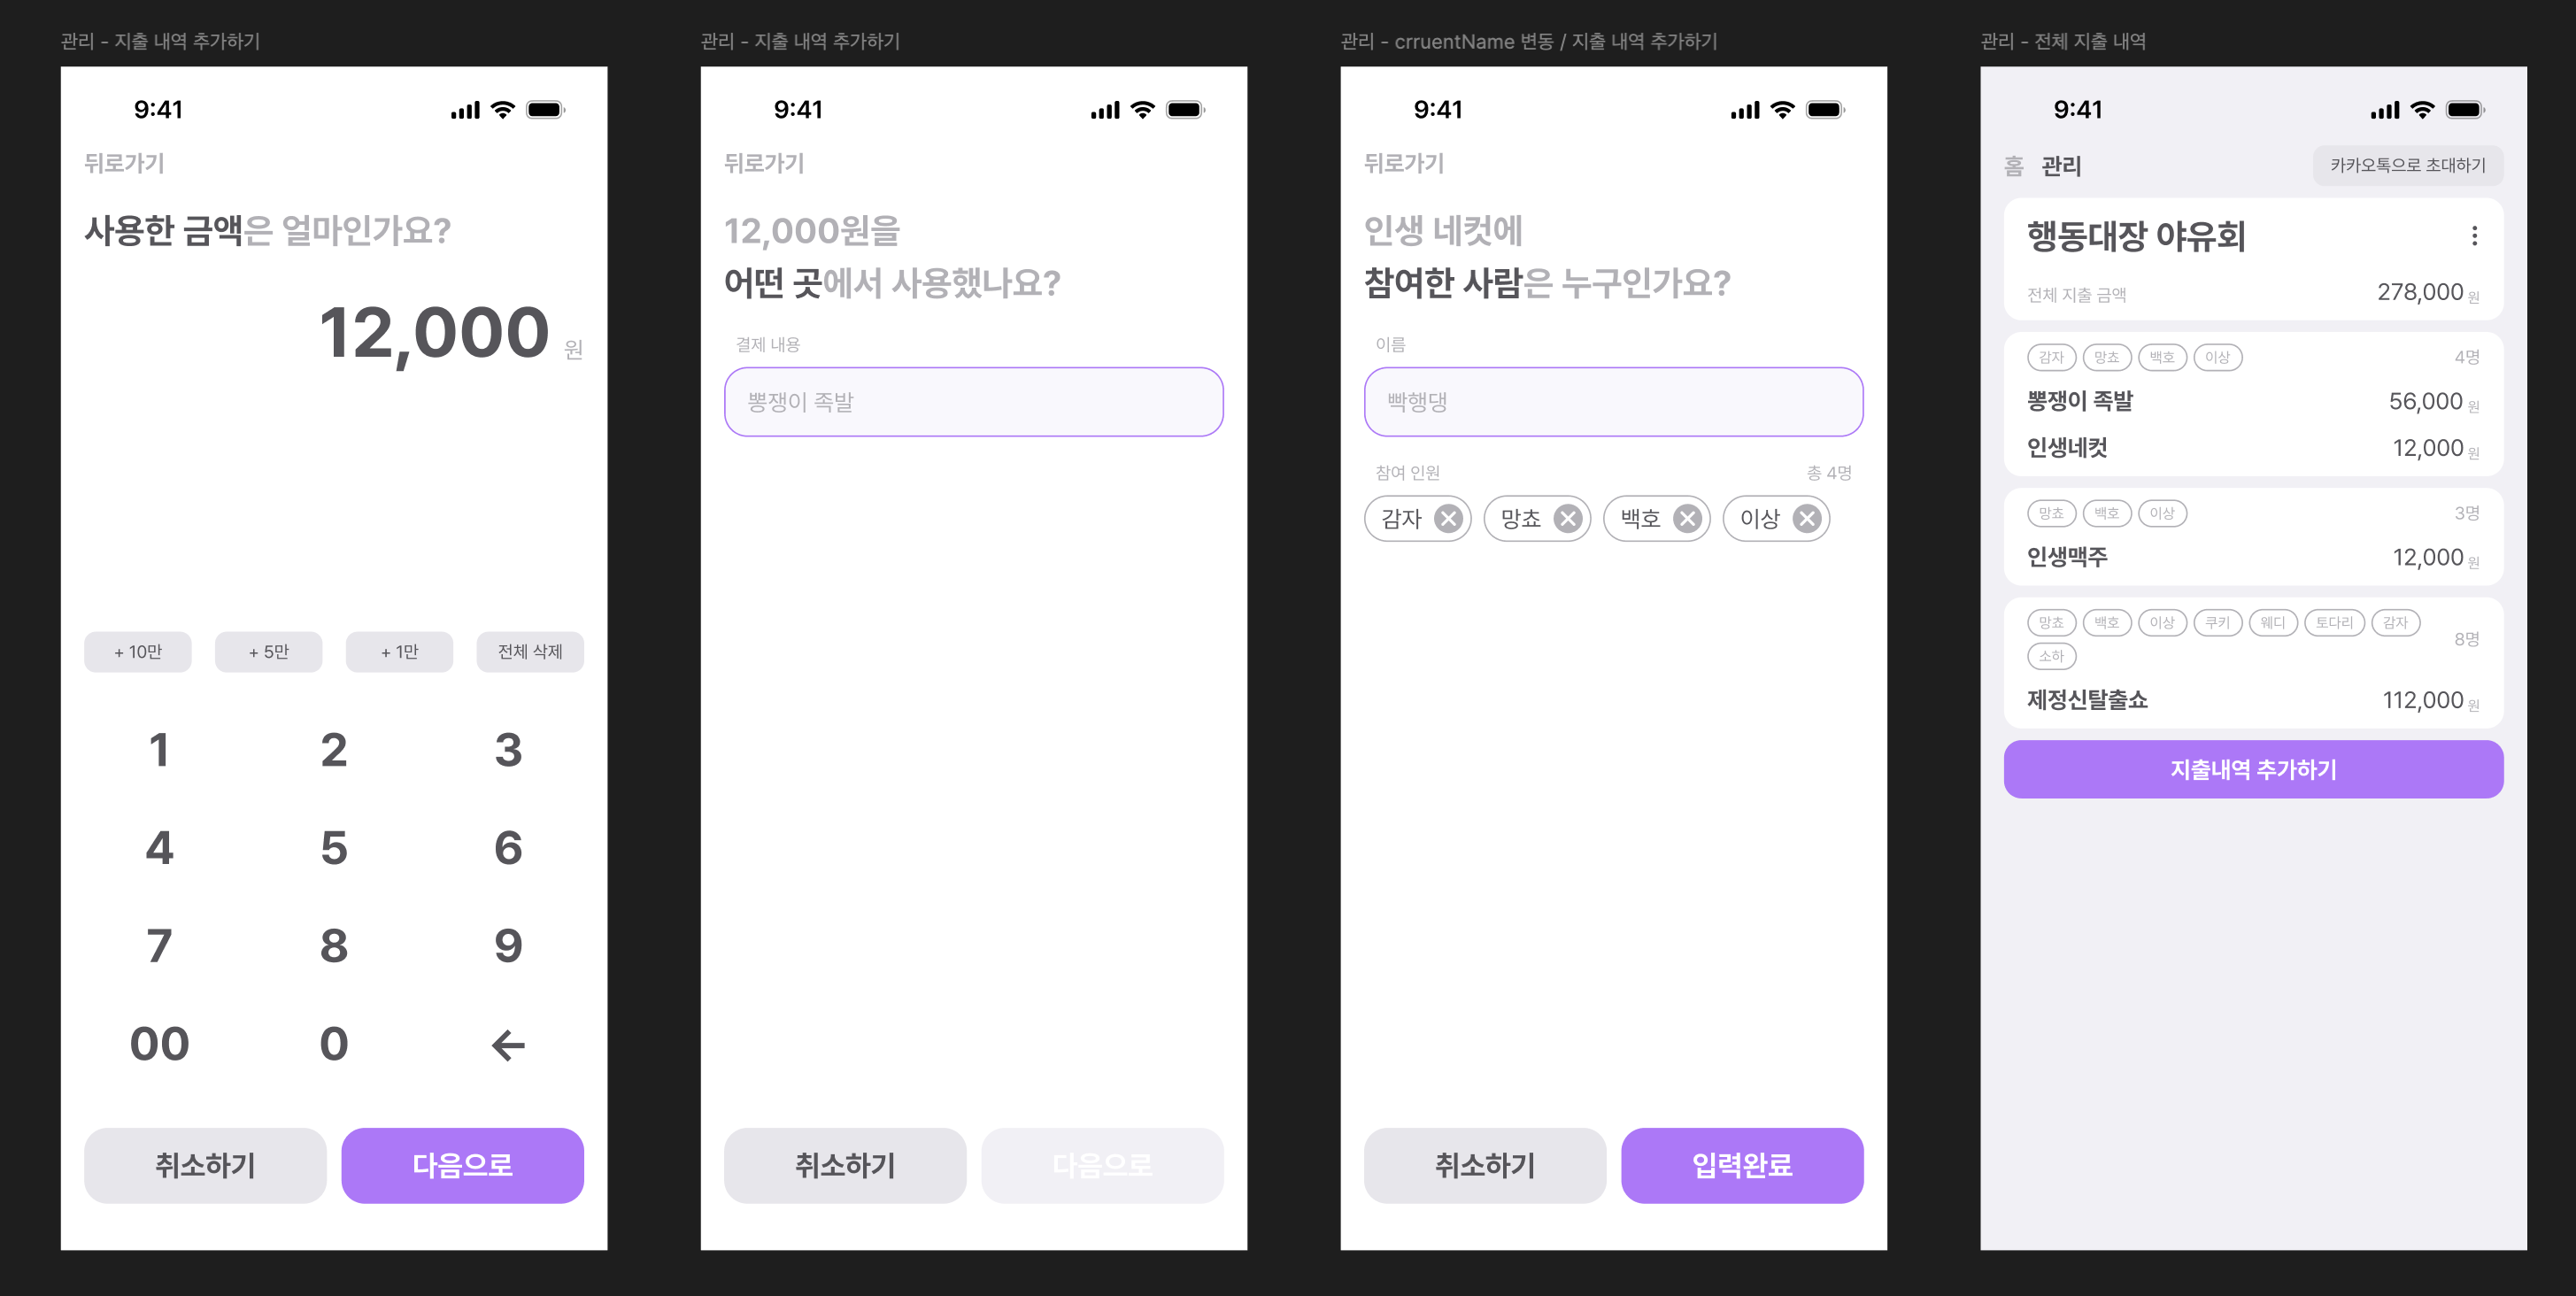 관리 - 지출 내역 추가하기
9:41
뒤로가기
사용한 금액은 얼마인가요?
12,000 원
+ 10만 + 5만 + 1만 전체 삭제
1 2 3
4 5 6
7 8 9
00 0 ←
취소하기 다음으로
관리 - 지출 내역 추가하기
9:41
뒤로가기
12,000원을
어떤 곳에서 사용했나요?
결제 내용
뽕쟁이 족발
취소하기 다음으로
관리 - crruentName 변동 / 지출 내역 추가하기
9:41
뒤로가기
인생 네컷에
참여한 사람은 누구인가요?
이름
빡행댕
참여 인원 총 4명
감자 망쵸 백호 이상
취소하기 입력완료
관리 - 전체 지출 내역
9:41
홈 관리 카카오톡으로 초대하기
행동대장 야유회
전체 지출 금액 278,000 원
감자 망쵸 백호 이상 4명
뽕쟁이 족발 56,000 원
인생네컷 12,000 원
망쵸 백호 이상 3명
인생맥주 12,000 원
망쵸 백호 이상 쿠키 웨디 토다리 감자 8명
소하
제정신탈출쇼 112,000 원
지출내역 추가하기